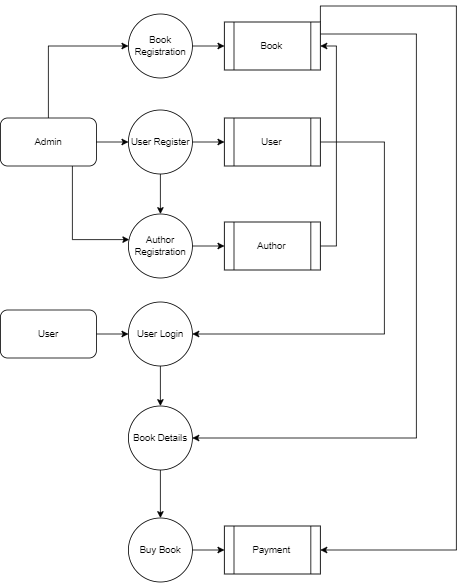 Book
Registration
Book
Admin
User Register
User
Author
Registration
Author
User
User Login
Book Details
Buy Book
Payment